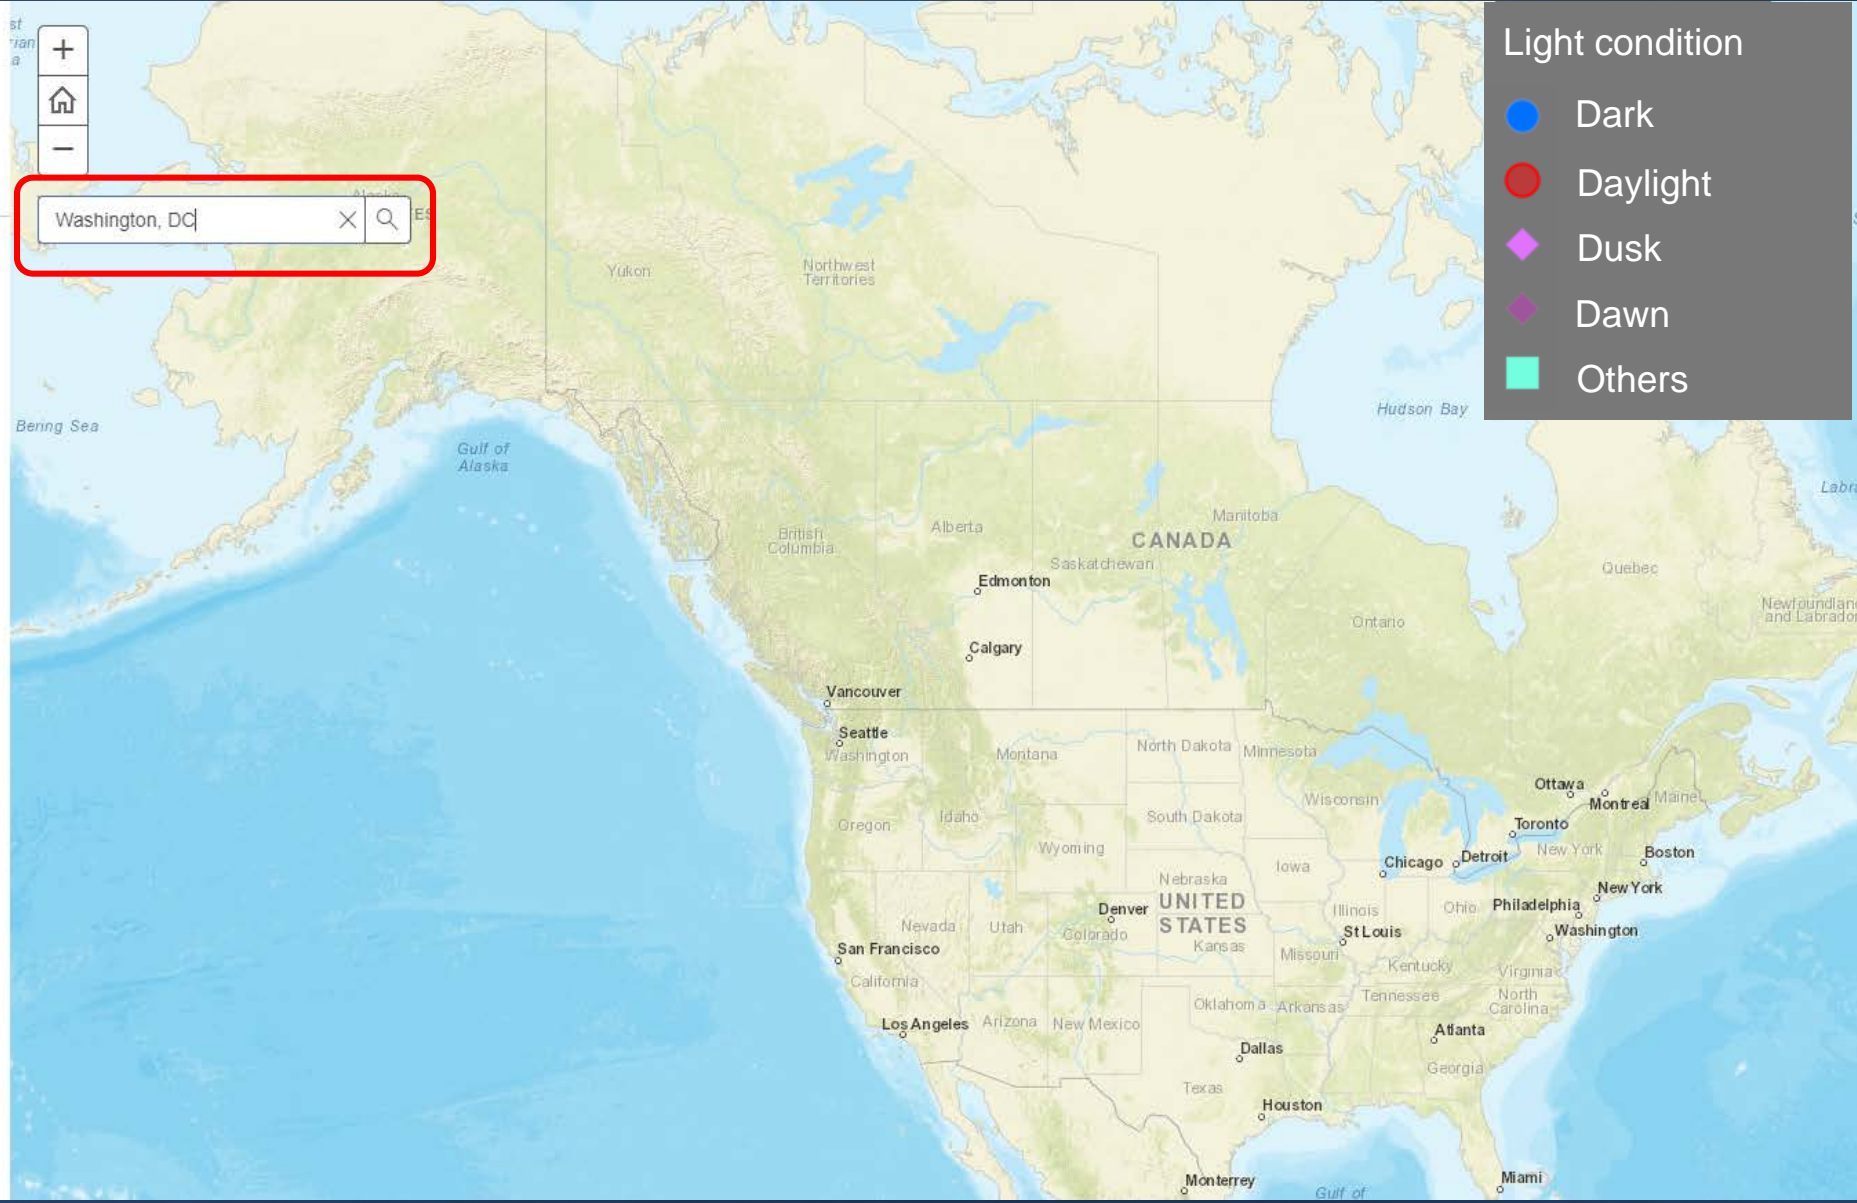 +
Washington, DC
Light condition
Dark
Daylight
Dusk
Dawn
Others
Alaska
Yukon
Northwest
Territories
Hudson Bay
Bering Sea
Gulf of
Alaska
British
Columbia
Alberta
Manitoba
CANADA
Saskatchewan
Quebec
Edmonton
Newfoundlan
and Labrador
Ontario
Calgary
Vancouver
Seattle
Washington
Montana
North Dakota
Minnesota
Ottawa
Montreal
Maine
Wisconsin
Oregon
Idaho
South Dakota
Toronto
Wyoming
Iowa
Chicago
Detroit
New York
Boston
Nebraska
New York
UNITED
STATES
Denver
Illinois
Ohio
Philadelphia
Nevada
Utah
Colorado
St Louis
Washington
San Francisco
Kansas
Missouri
Kentucky
Virginia
California
Oklahoma
Arkansas
Tennessee
North
Carolina
Los Angeles
Arizona
New Mexico
Atlanta
Dallas
Georgia
Texas
Houston
Monterrey
Gulf of
Miami